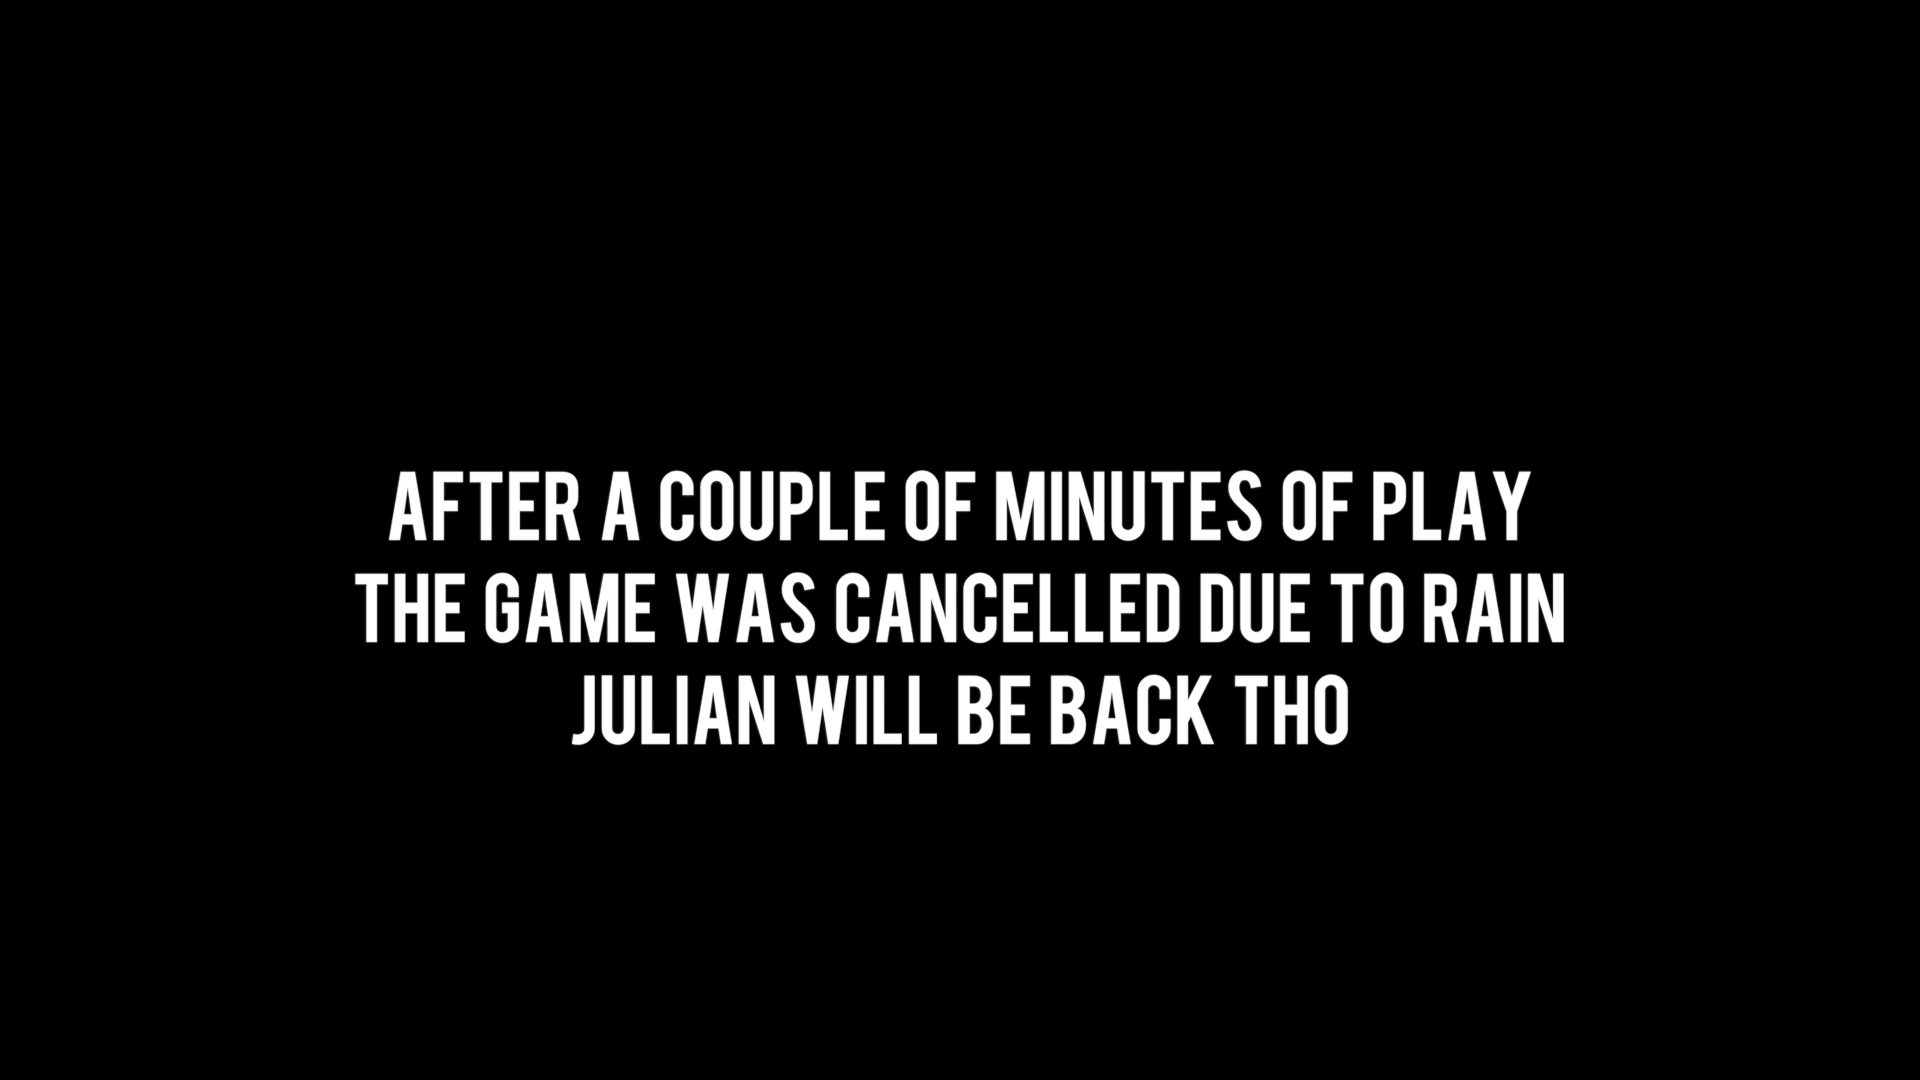 AFTER A COUPLE OF MINUTES OF PLAY
THE GAME WAS CANCELLED DUE TO RAIN
JULIAN WILL BE BACK THO